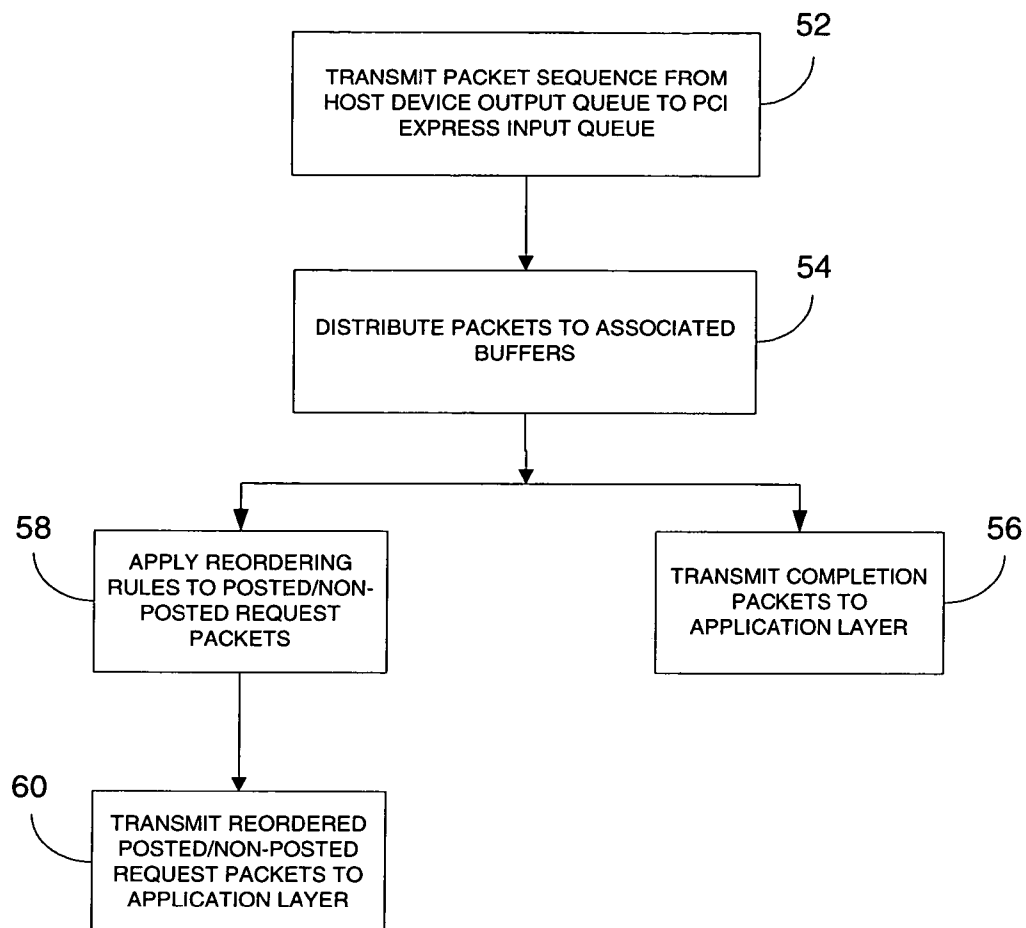 52
TRANSMIT PACKET SEQUENCE FROM
HOST DEVICE OUTPUT QUEUE TO PCI
EXPRESS INPUT QUEUE
54
DISTRIBUTE PACKETS TO ASSOCIATED
BUFFERS
58
APPLY REORDERING
RULES TO POSTED/NON-
POSTED REQUEST
PACKETS
56
TRANSMIT COMPLETION
PACKETS TO
APPLICATION LAYER
60
TRANSMIT REORDERED
POSTED/NON-POSTED
REQUEST PACKETS TO
APPLICATION LAYER